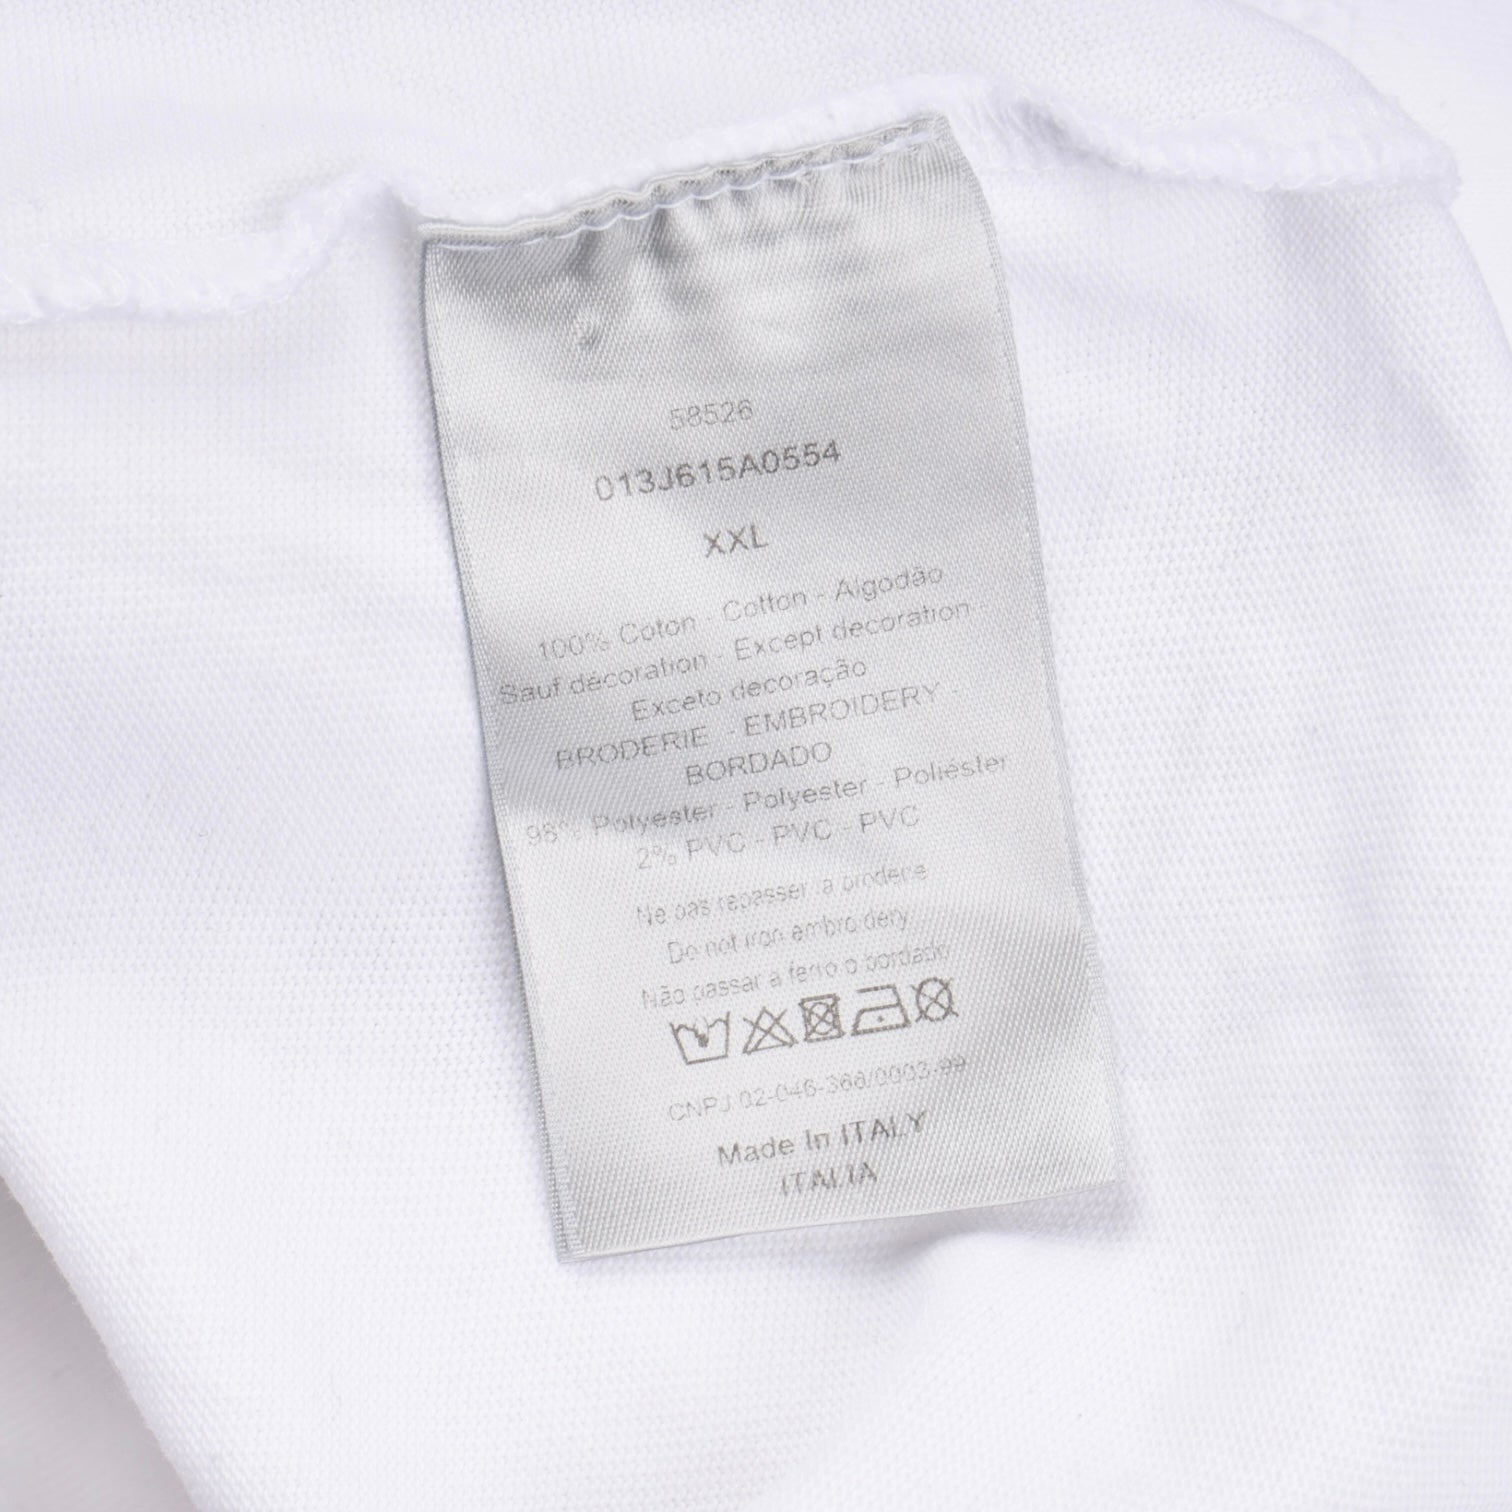 58526
013J615A0554
XXL
100% Coton - Cotton - Algodão
Sauf décoration - Except decoration -
Exceto decoração
BRODERIE - EMBROIDERY -
BORDADO
98% Polyester - Polyester - Poliéster
2% PVC - PVC - PVC
Ne pas repasser la broderie
Do not iron embroidery
Não passar a ferro o bordado
CNPJ 02-046-368/0003-99
Made In ITALY
ITALIA